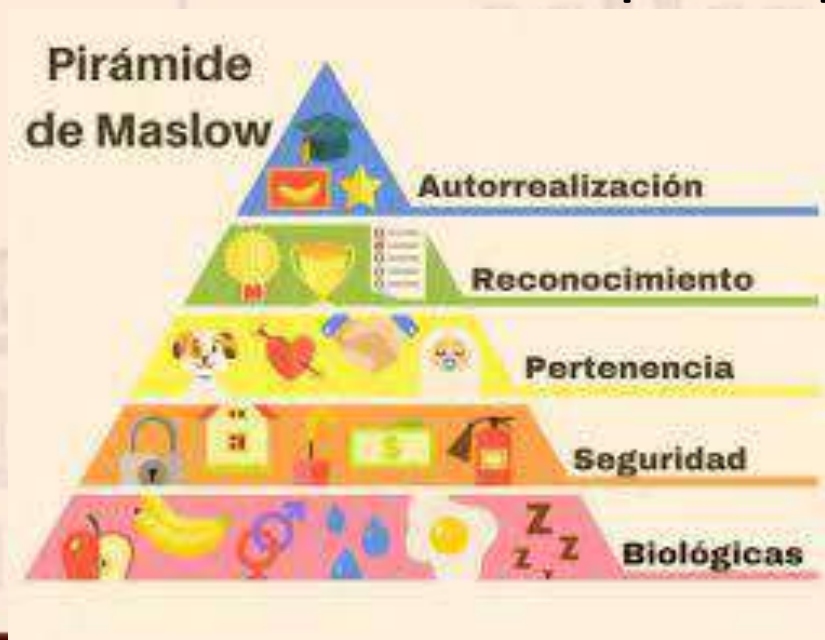 Pirámide
de Maslow
Autorrealización
Reconocimiento
Pertenencia
Seguridad
$
Biológicas
Z
Z
Z